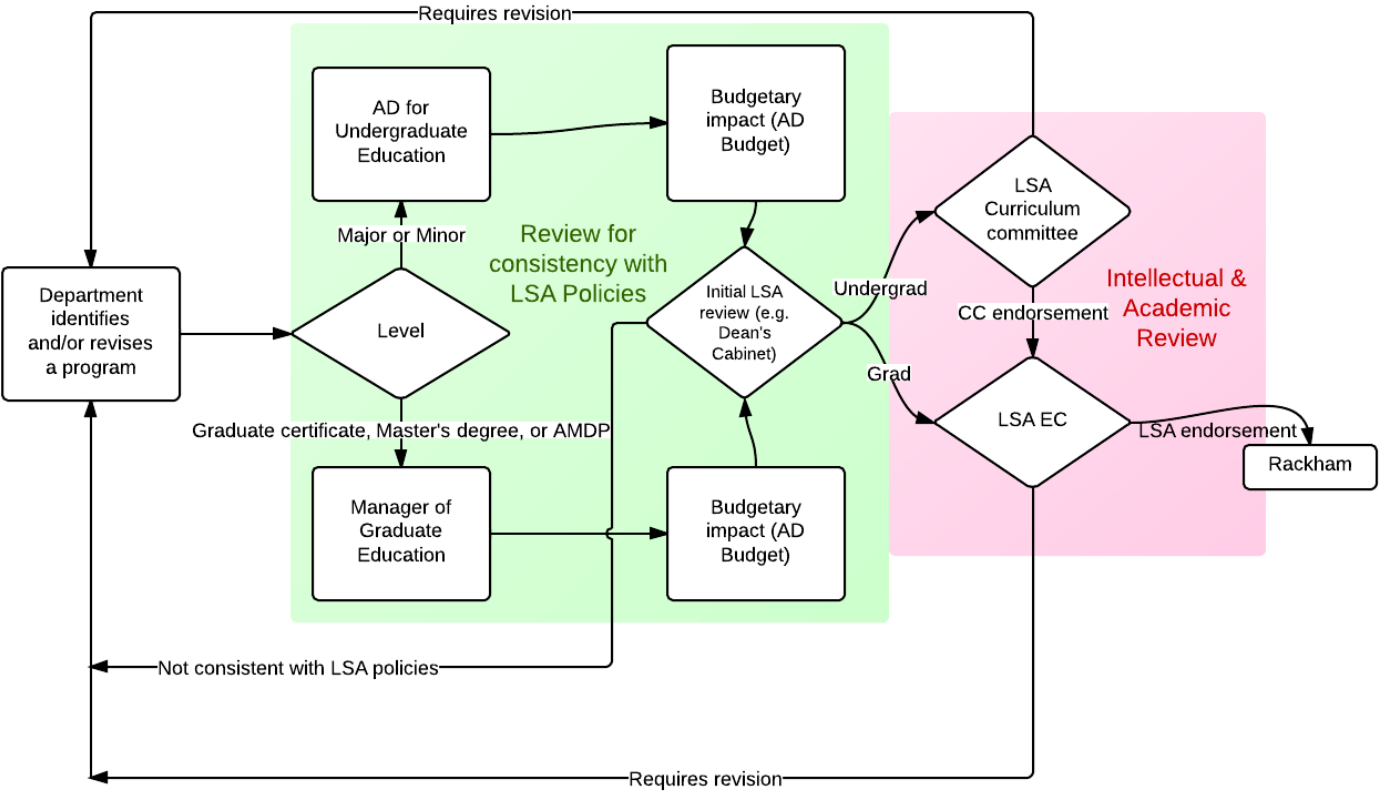 Requires revision
AD for
Undergraduate
Education
Budgetary
impact (AD
Budget)
LSA
Curriculum
committee
Major or Minor
Review for
consistency with
LSA Policies
Department
identifies
and/or revises
a program
Level
Initial LSA
review (e.g.
Dean's
Cabinet)
Undergrad
Intellectual &
Academic
Review
CC endorsement
Grad
Graduate certificate, Master's degree, or AMDP
LSA EC
LSA endorsement
Rackham
Manager of
Graduate
Education
Budgetary
impact (AD
Budget)
Not consistent with LSA policies
Requires revision